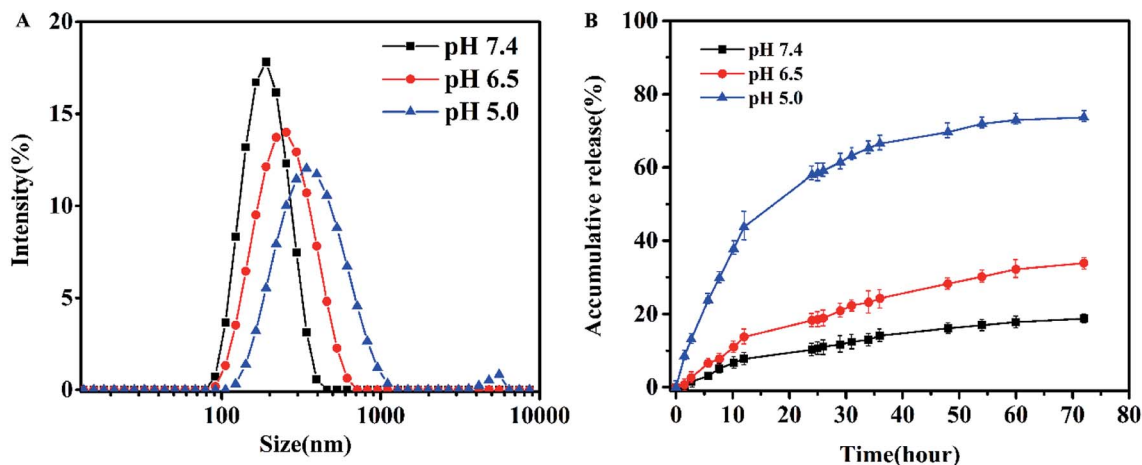 A
20
15
10
5
0
Intensity(%)
pH 7.4
pH 6.5
pH 5.0
100
1000
10000
Size(nm)
B
100
80
60
40
20
0
Accumulative release(%)
pH 7.4
pH 6.5
pH 5.0
0
10
20
30
40
50
60
70
80
Time(hour)